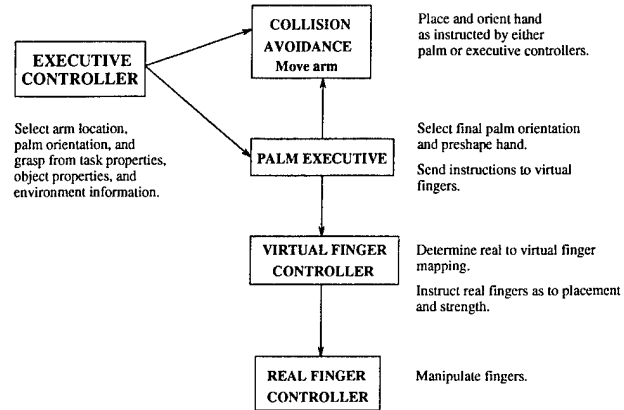 COLLISION
AVOIDANCE
Move arm
Place and orient hand
as instructed by either
palm or executive controllers.
EXECUTIVE
CONTROLLER
Select arm location,
palm orientation, and
grasp from task properties,
object properties, and
environment information.
PALM EXECUTIVE
Select final palm orientation
and preshape hand.
Send instructions to virtual
fingers.
VIRTUAL FINGER
CONTROLLER
Determine real to virtual finger
mapping.
Instruct real fingers as to placement
and strength.
REAL FINGER
CONTROLLER
Manipulate fingers.